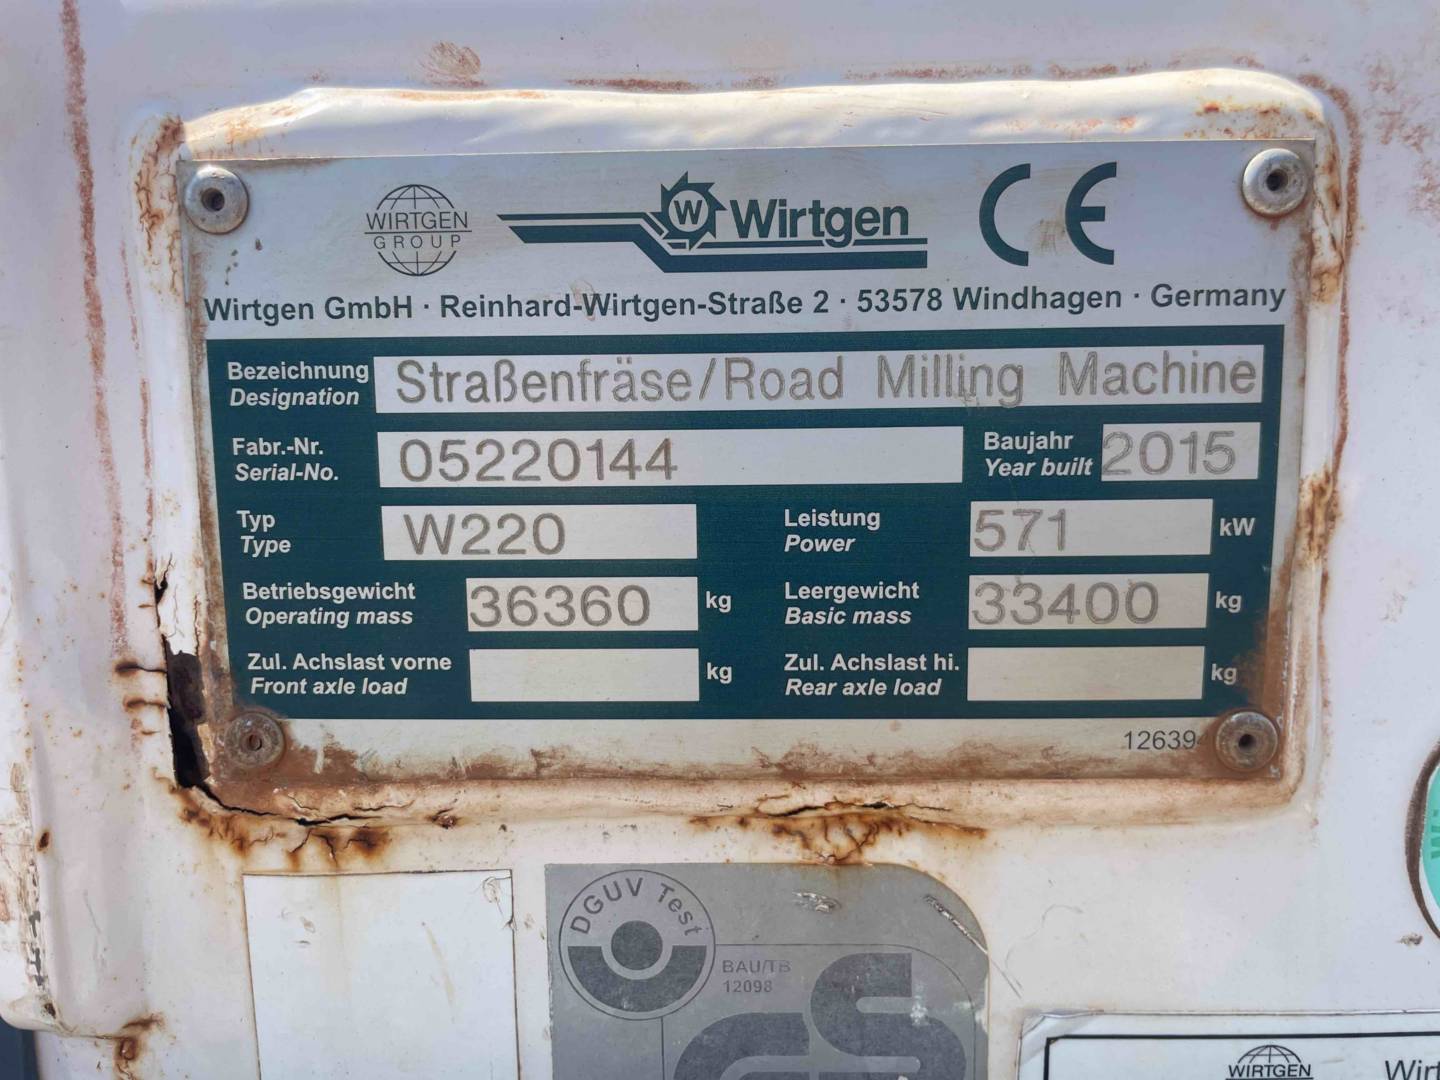 WIRTGEN
GROUP
W Wirtgen CE
Wirtgen GmbH · Reinhard-Wirtgen-Straße 2 · 53578 Windhagen · Germany
Bezeichnung
Designation
Straßenfräse/Road Milling Machine
Fabr.-Nr.
Serial-No.
05220144
Baujahr
Year built
2015
Typ
Type
W220
Leistung
Power
571 kW
Betriebsgewicht
Operating mass
36360 kg
Leergewicht
Basic mass
33400 kg
Zul. Achslast vorne
Front axle load
kg
Zul. Achslast hi.
Rear axle load
kg
12639
DGUV Test
BAU/TB
12098
WIRTGEN